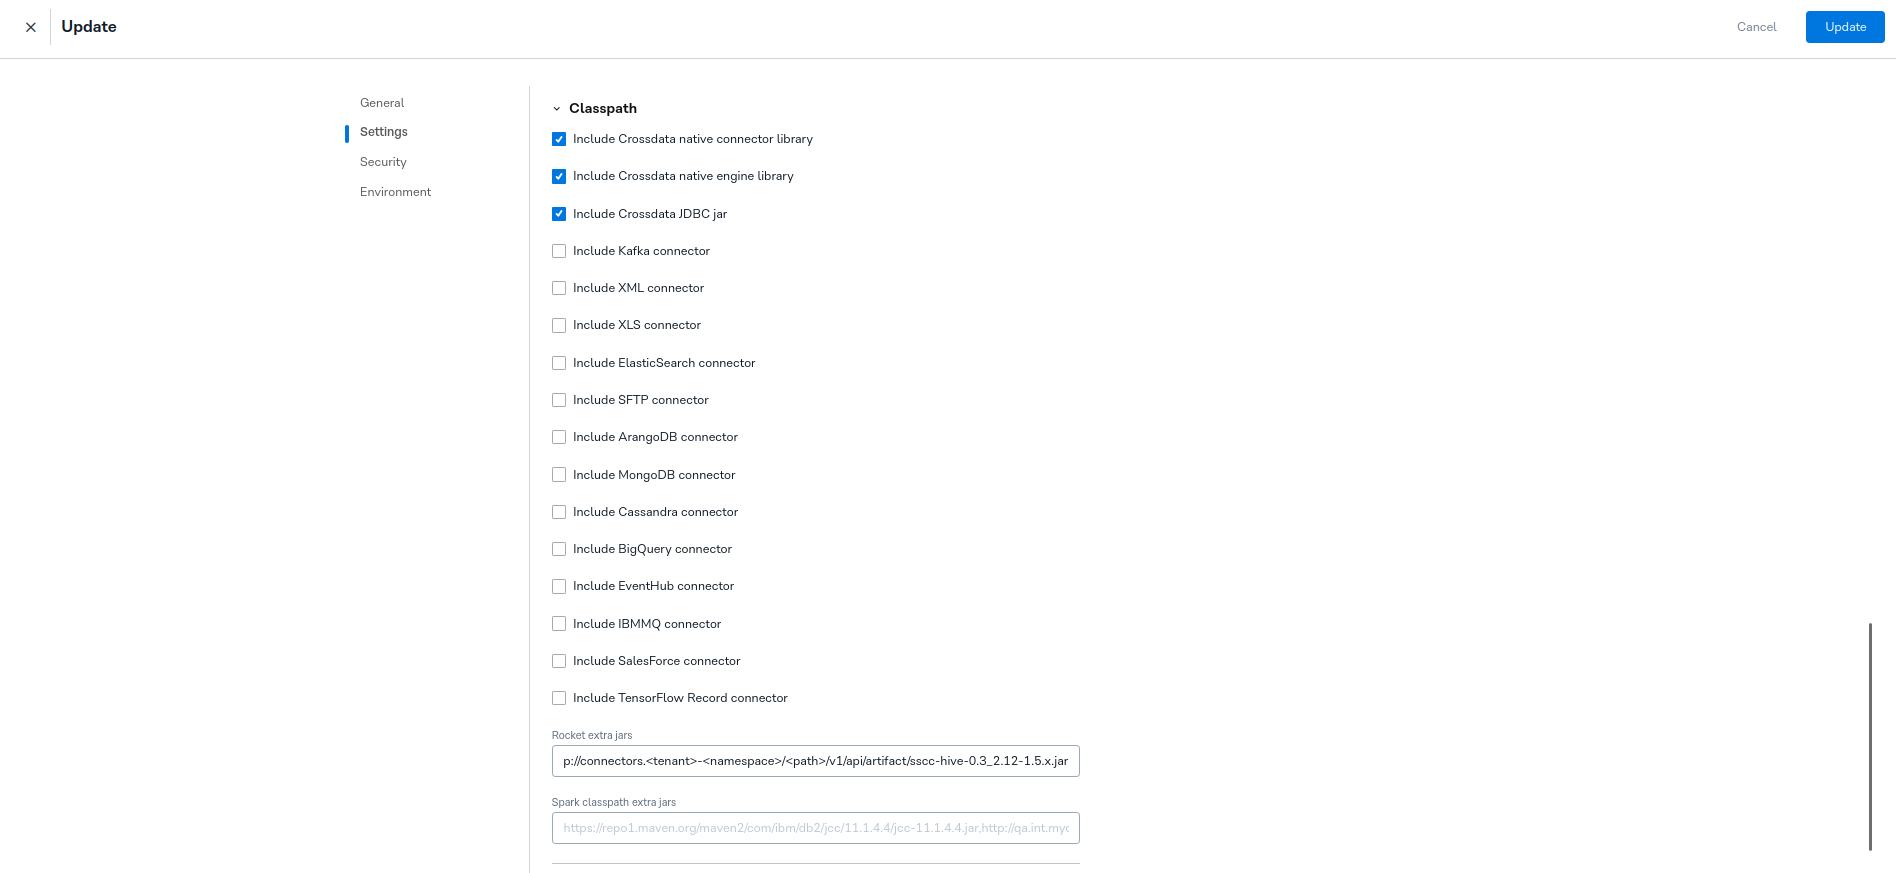 Update
Cancel
Update
General
Settings
Security
Environment
Classpath
Include Crossdata native connector library
Include Crossdata native engine library
Include Crossdata JDBC jar
Include Kafka connector
Include XML connector
Include XLS connector
Include ElasticSearch connector
Include SFTP connector
Include ArangoDB connector
Include MongoDB connector
Include Cassandra connector
Include BigQuery connector
Include EventHub connector
Include IBMMQ connector
Include SalesForce connector
Include TensorFlow Record connector
Rocket extra jars
p://connectors.<tenant>-<namespace>/<path>/v1/api/artifact/sscc-hive-0.3_2.12-1.5.x.jar
Spark classpath extra jars
https://repo1.maven.org/maven2/com/ibm/db2/jcc/11.1.4.4/jcc-11.1.4.4.jar,http://qa.int.myc